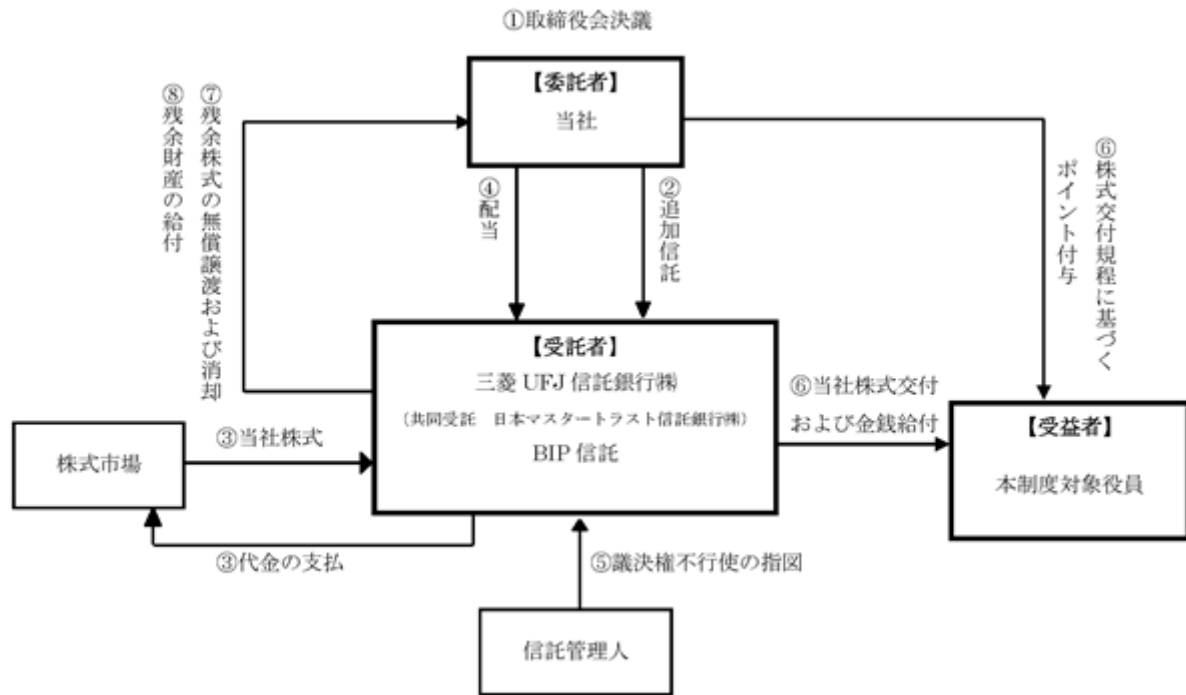 ①取締役会決議
【委託者】
当社
⑧残余財産の給付
⑦残余株式の無償譲渡および消却
④配当
②追加信託
⑥株式交付規程に基づく
ポイント付与
【受託者】
三菱 UFJ 信託銀行㈱
（共同受託　日本マスタートラスト信託銀行㈱）
BIP 信託
⑥当社株式交付
および金銭給付
【受益者】
本制度対象役員
株式市場
③当社株式
③代金の支払
⑤議決権不行使の指図
信託管理人